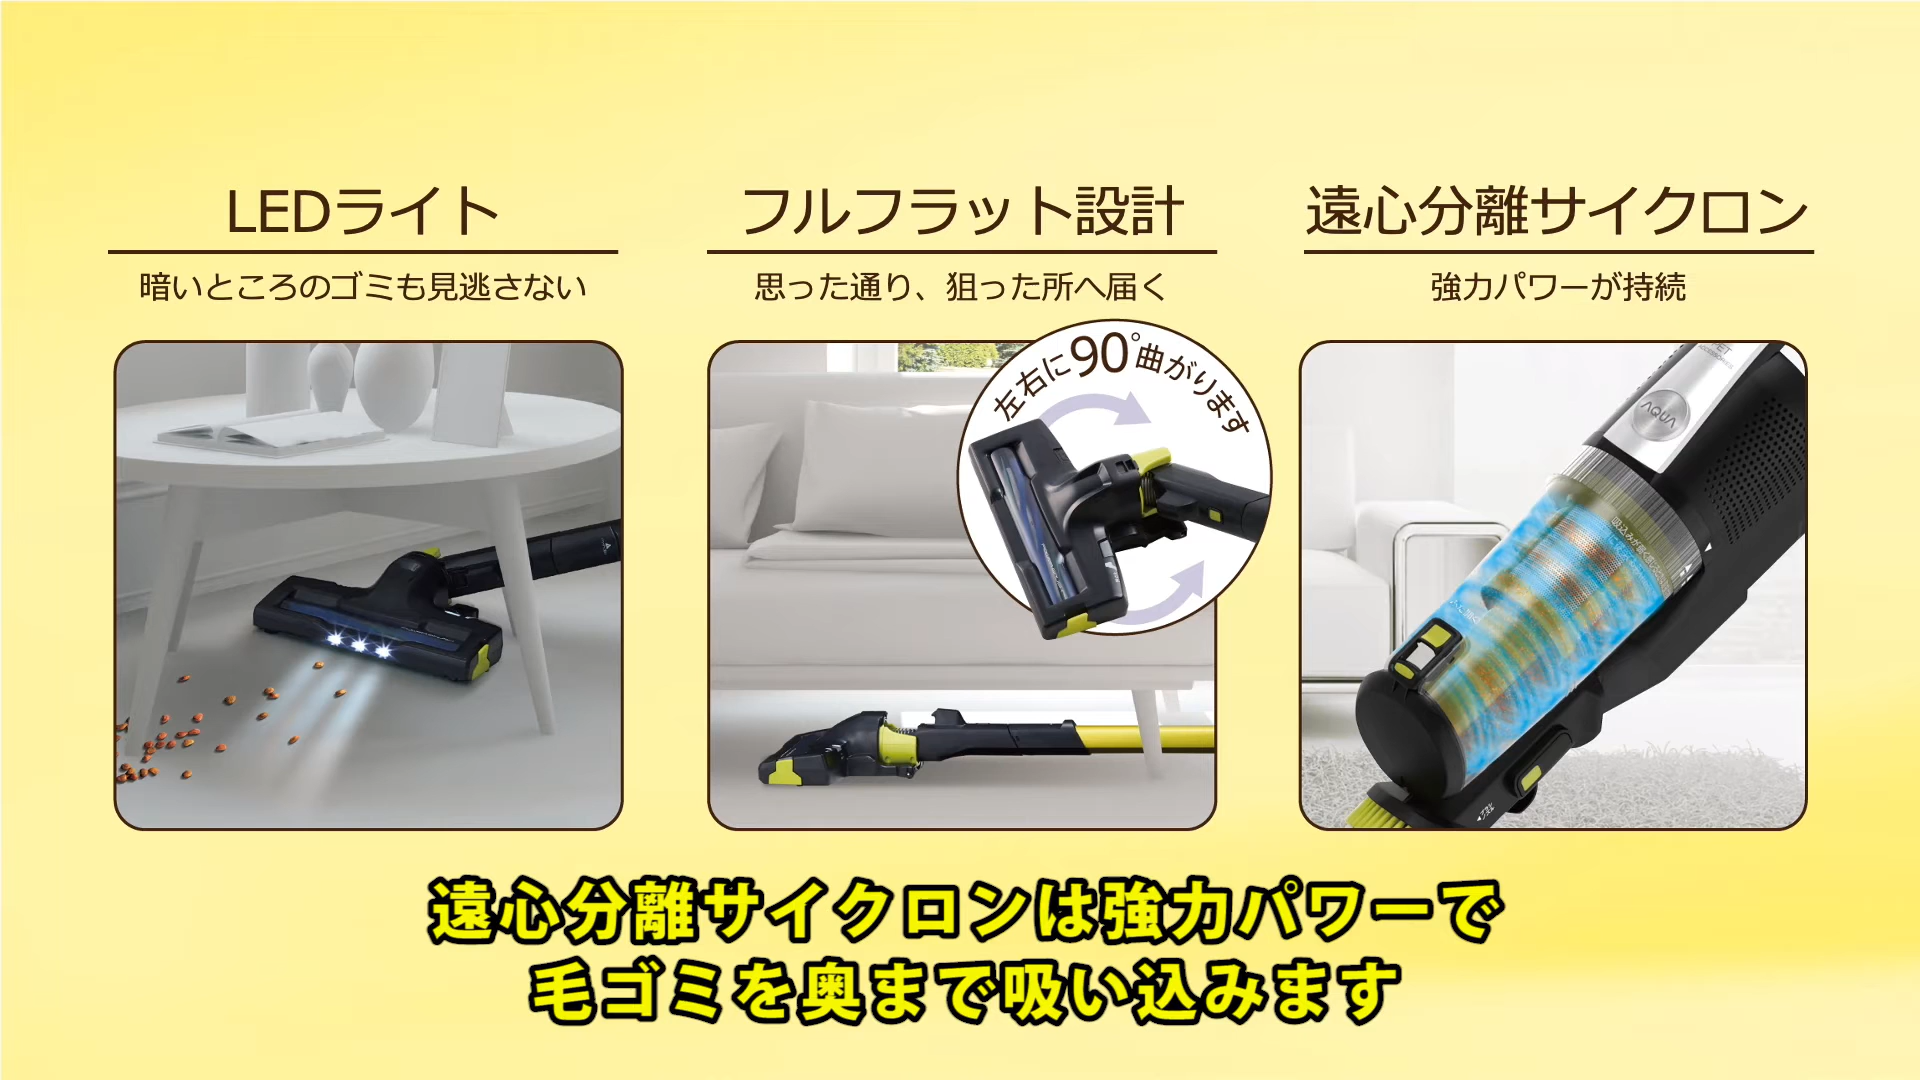 LEDライト
暗いところのゴミも見逃さない
フルフラット設計
思った通り、狙った所へ届く
左右に90°曲がります
遠心分離サイクロン
強力パワーが持続
AQUA
遠心分離サイクロンは強力パワーで
毛ゴミを奥まで吸い込みます